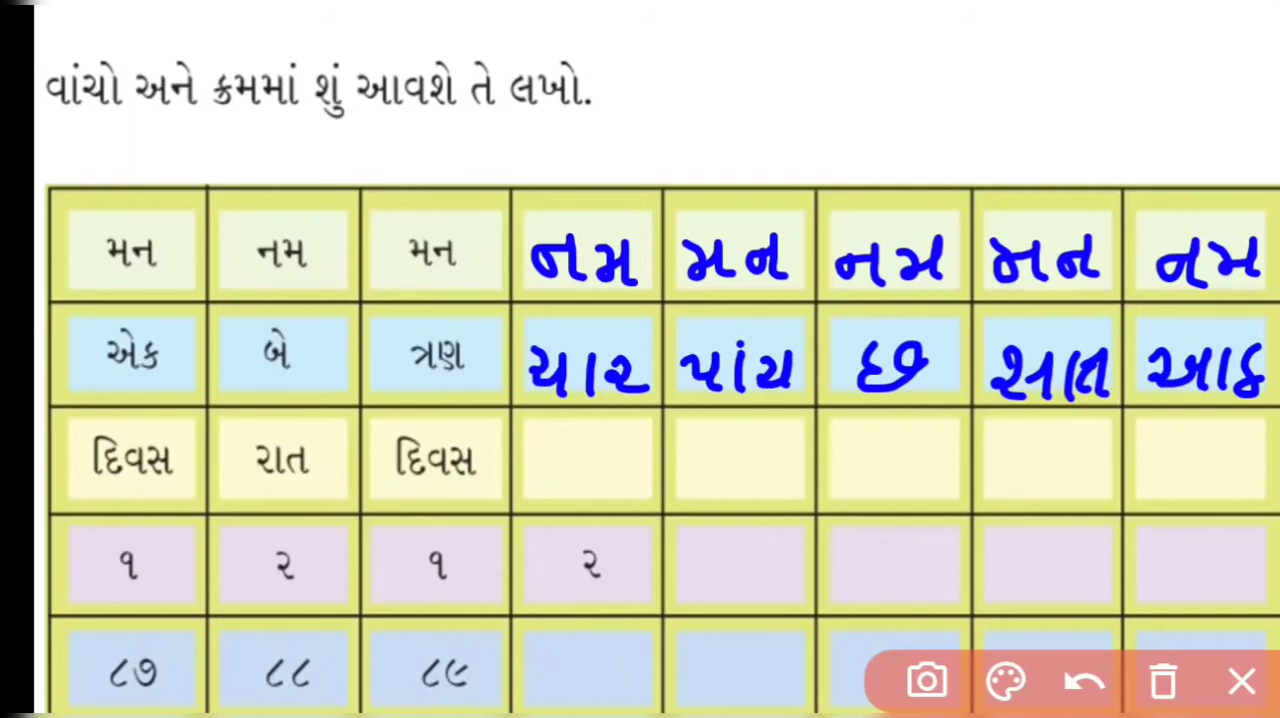 વાંચો અને ક્રમમાં શું આવશે તે લખો.
મન નમ મન નમ મન નમ મન નમ
એક બે ત્રણ ચાર પાંચ છ સાત આઠ
દિવસ રાત દિવસ
૧ ૨ ૧ ૨
૮૭ ૮૮ ૮૯